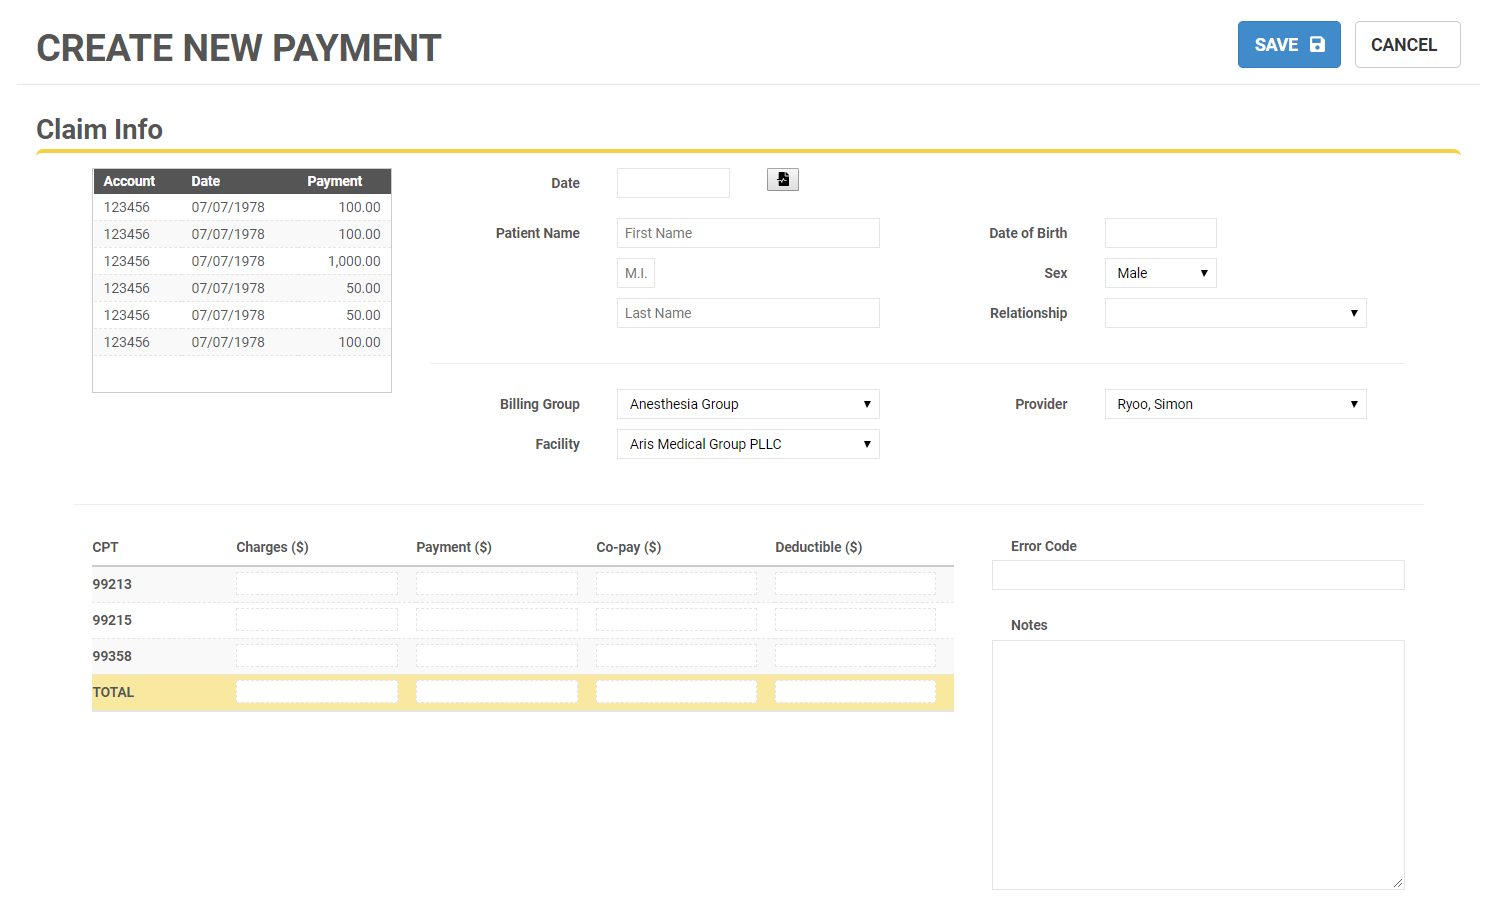 CREATE NEW PAYMENT
SAVE
CANCEL
Claim Info
Account Date Payment
123456 07/07/1978 100.00
123456 07/07/1978 100.00
123456 07/07/1978 1,000.00
123456 07/07/1978 50.00
123456 07/07/1978 50.00
123456 07/07/1978 100.00
Date
Patient Name First Name
M.I.
Last Name
Date of Birth
Sex Male
Relationship
Billing Group Anesthesia Group
Provider Ryoo, Simon
Facility Aris Medical Group PLLC
CPT Charges ($) Payment ($) Co-pay ($) Deductible ($)
99213
99215
99358
TOTAL
Error Code
Notes